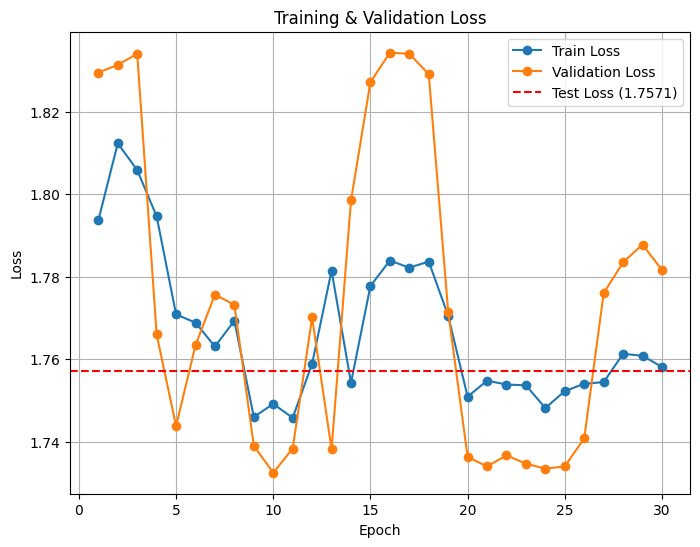 Training & Validation Loss
Train Loss
Validation Loss
Test Loss (1.7571)
Loss
1.82
1.80
1.78
1.76
1.74
0 5 10 15 20 25 30
Epoch